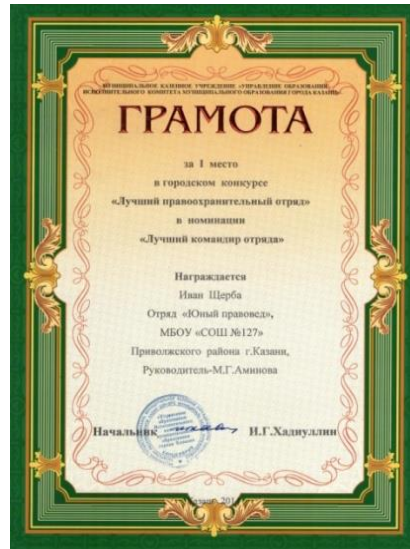 МУНИЦИПАЛЬНОЕ КАЗЕННОЕ УЧРЕЖДЕНИЕ «УПРАВЛЕНИЕ ОБРАЗОВАНИЯ
ИСПОЛНИТЕЛЬНОГО КОМИТЕТА МУНИЦИПАЛЬНОГО ОБРАЗОВАНИЯ ГОРОДА КАЗАНИ»
ГРАМОТА
за I место
в городском конкурсе
«Лучший правоохранительный отряд»
в номинации
«Лучший командир отряда»
Награждается
Иван Щерба
Отряд «Юный правовед»,
МБОУ «СОШ №127»
Приволжского района г.Казани,
Руководитель-М.Г.Аминова
Начальник И.Г.Хадиуллин